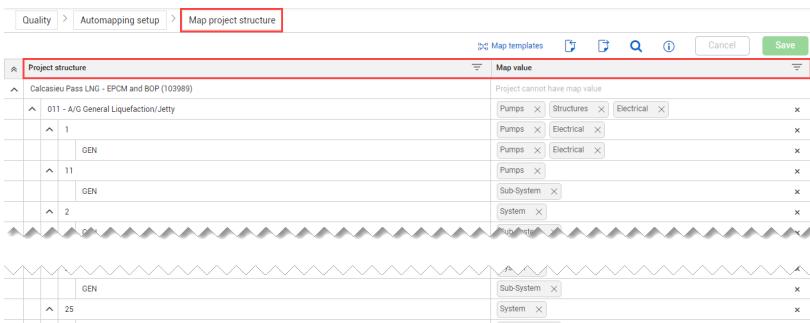 Quality > Automapping setup > Map project structure
Map templates Cancel Save
Project structure Map value
Calcasieu Pass LNG - EPCM and BOP (103989) Project cannot have map value
011 - A/G General Liquefaction/Jetty Pumps Structures Electrical
1 Pumps Electrical
GEN Pumps Electrical
11 Pumps
GEN Sub-System
2 System
GEN Sub-System
25 System